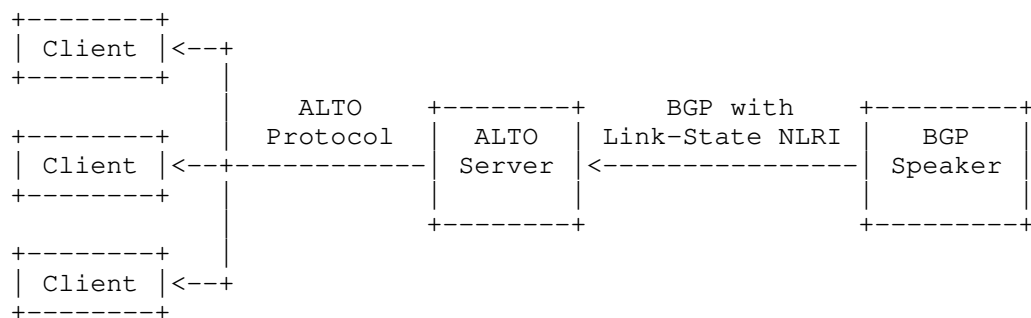 +--------+
| Client |<--+
+--------+   |
             |    ALTO      +--------+     BGP with        +---------+
+--------+   |  Protocol    |  ALTO  |  Link-State NLRI    |   BGP   |
| Client |<--+--------------| Server |<--------------------| Speaker |
+--------+   |              |        |                     |         |
             |              +--------+                     +---------+
+--------+   |
| Client |<--+
+--------+